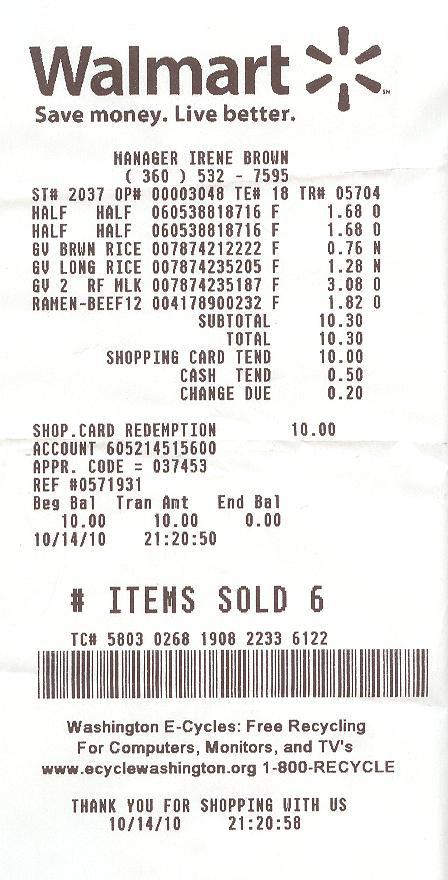 Walmart
Save money. Live better.
MANAGER IRENE BROWN
( 360 ) 532 - 7595
ST# 2037 OP# 00003048 TE# 18 TR# 05704
HALF HALF 060538818716 F 1.68 O
HALF HALF 060538818716 F 1.68 O
GV BRWN RICE 007874212222 F 0.76 N
GV LONG RICE 007874235205 F 1.28 N
GV 2 RF MLK 007874235187 F 3.08 O
RAMEN-BEEF12 004178900232 F 1.82 O
SUBTOTAL 10.30
TOTAL 10.30
SHOPPING CARD TEND 10.00
CASH TEND 0.50
CHANGE DUE 0.20
SHOP.CARD REDEMPTION 10.00
ACCOUNT 605214515600
APPR. CODE = 037453
REF #0571931
Beg Bal Tran Amt End Bal
10.00 10.00 0.00
10/14/10 21:20:50
# ITEMS SOLD 6
TC# 5803 0268 1908 2233 6122
Washington E-Cycles: Free Recycling
For Computers, Monitors, and TV's
www.ecyclewashington.org 1-800-RECYCLE
THANK YOU FOR SHOPPING WITH US
10/14/10 21:20:58